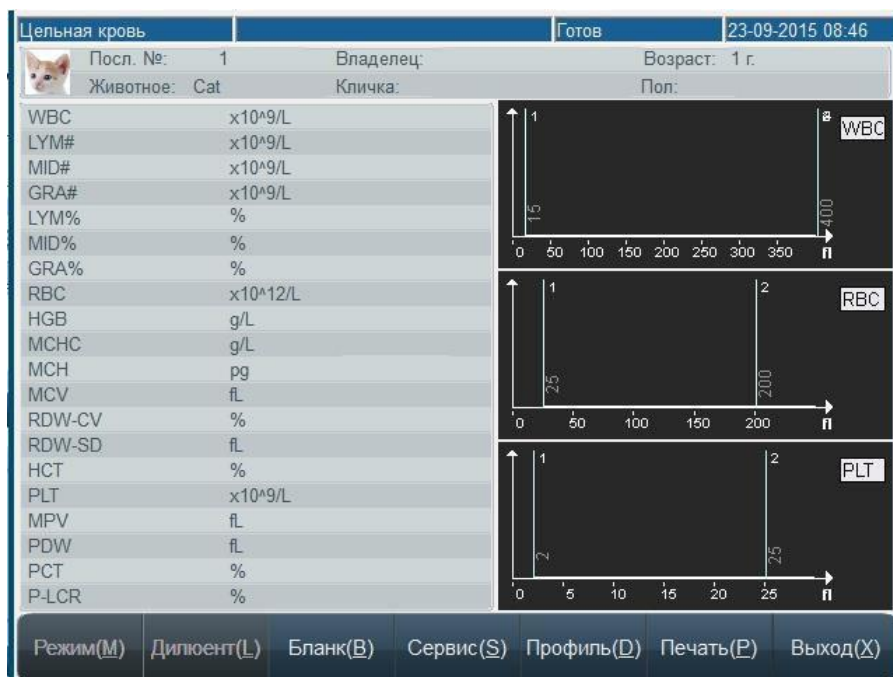 Цельная кровь Готов 23-09-2015 08:46
Посл. №: 1 Владелец: Возраст: 1 г.
Животное: Cat Кличка: Пол:
WBC x10^9/L
LYM# x10^9/L
MID# x10^9/L
GRA# x10^9/L
LYM% %
MID% %
GRA% %
RBC x10^12/L
HGB g/L
MCHC g/L
MCH pg
MCV fL
RDW-CV %
RDW-SD fL
HCT %
PLT x10^9/L
MPV fL
PDW fL
PCT %
P-LCR %
1 WBC
15 400
0 50 100 150 200 250 300 350 fl
1 2 RBC
25 200
0 50 100 150 200 fl
1 2 PLT
2 25
0 5 10 15 20 25 fl
Режим(M) Дилюент(L) Бланк(B) Сервис(S) Профиль(D) Печать(P) Выход(X)